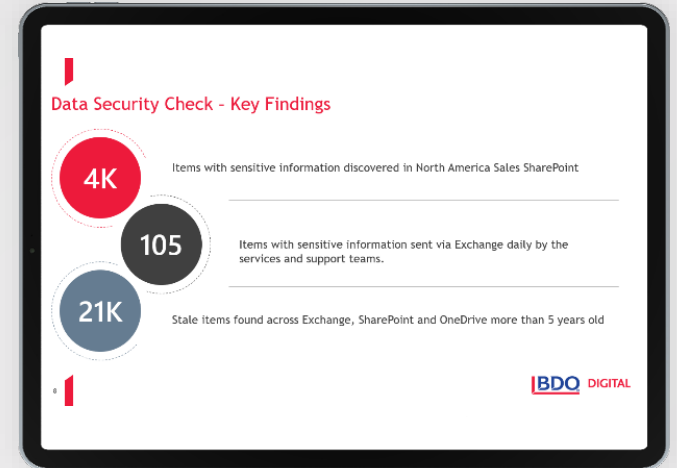 Data Security Check - Key Findings
4K
Items with sensitive information discovered in North America Sales SharePoint
105
Items with sensitive information sent via Exchange daily by the
services and support teams.
21K
Stale items found across Exchange, SharePoint and OneDrive more than 5 years old
BDO DIGITAL